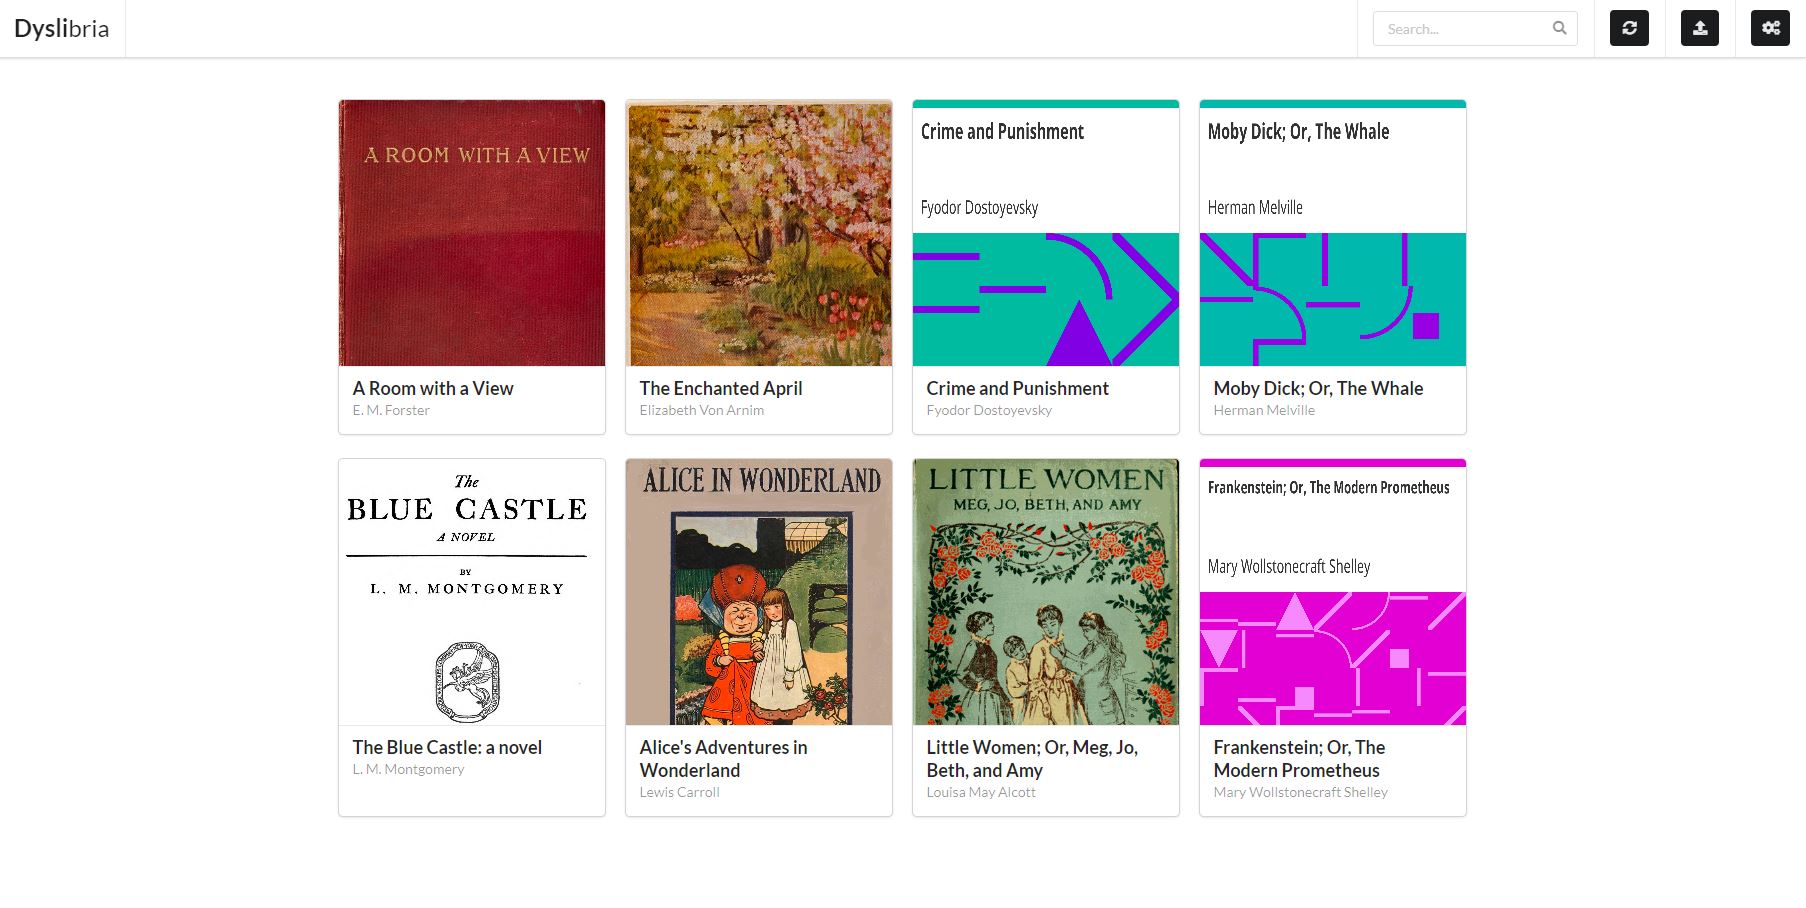 Dyslibria
Search...
A ROOM WITH A VIEW
A Room with a View
E. M. Forster
The Enchanted April
Elizabeth Von Arnim
Crime and Punishment
Fyodor Dostoyevsky
Crime and Punishment
Fyodor Dostoyevsky
Moby Dick; Or, The Whale
Herman Melville
Moby Dick; Or, The Whale
Herman Melville
The
BLUE CASTLE
A NOVEL
BY
L. M. MONTGOMERY
The Blue Castle: a novel
L. M. Montgomery
ALICE IN WONDERLAND
Alice's Adventures in
Wonderland
Lewis Carroll
LITTLE WOMEN
MEG, JO, BETH, AND AMY
Little Women; Or, Meg, Jo,
Beth, and Amy
Louisa May Alcott
Frankenstein; Or, The Modern Prometheus
Mary Wollstonecraft Shelley
Frankenstein; Or, The
Modern Prometheus
Mary Wollstonecraft Shelley